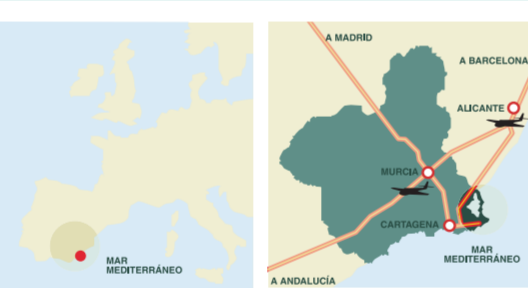 MAR
MEDITERRÁNEO
A MADRID
A BARCELONA
ALICANTE
MURCIA
CARTAGENA
MAR
MEDITERRÁNEO
A ANDALUCÍA